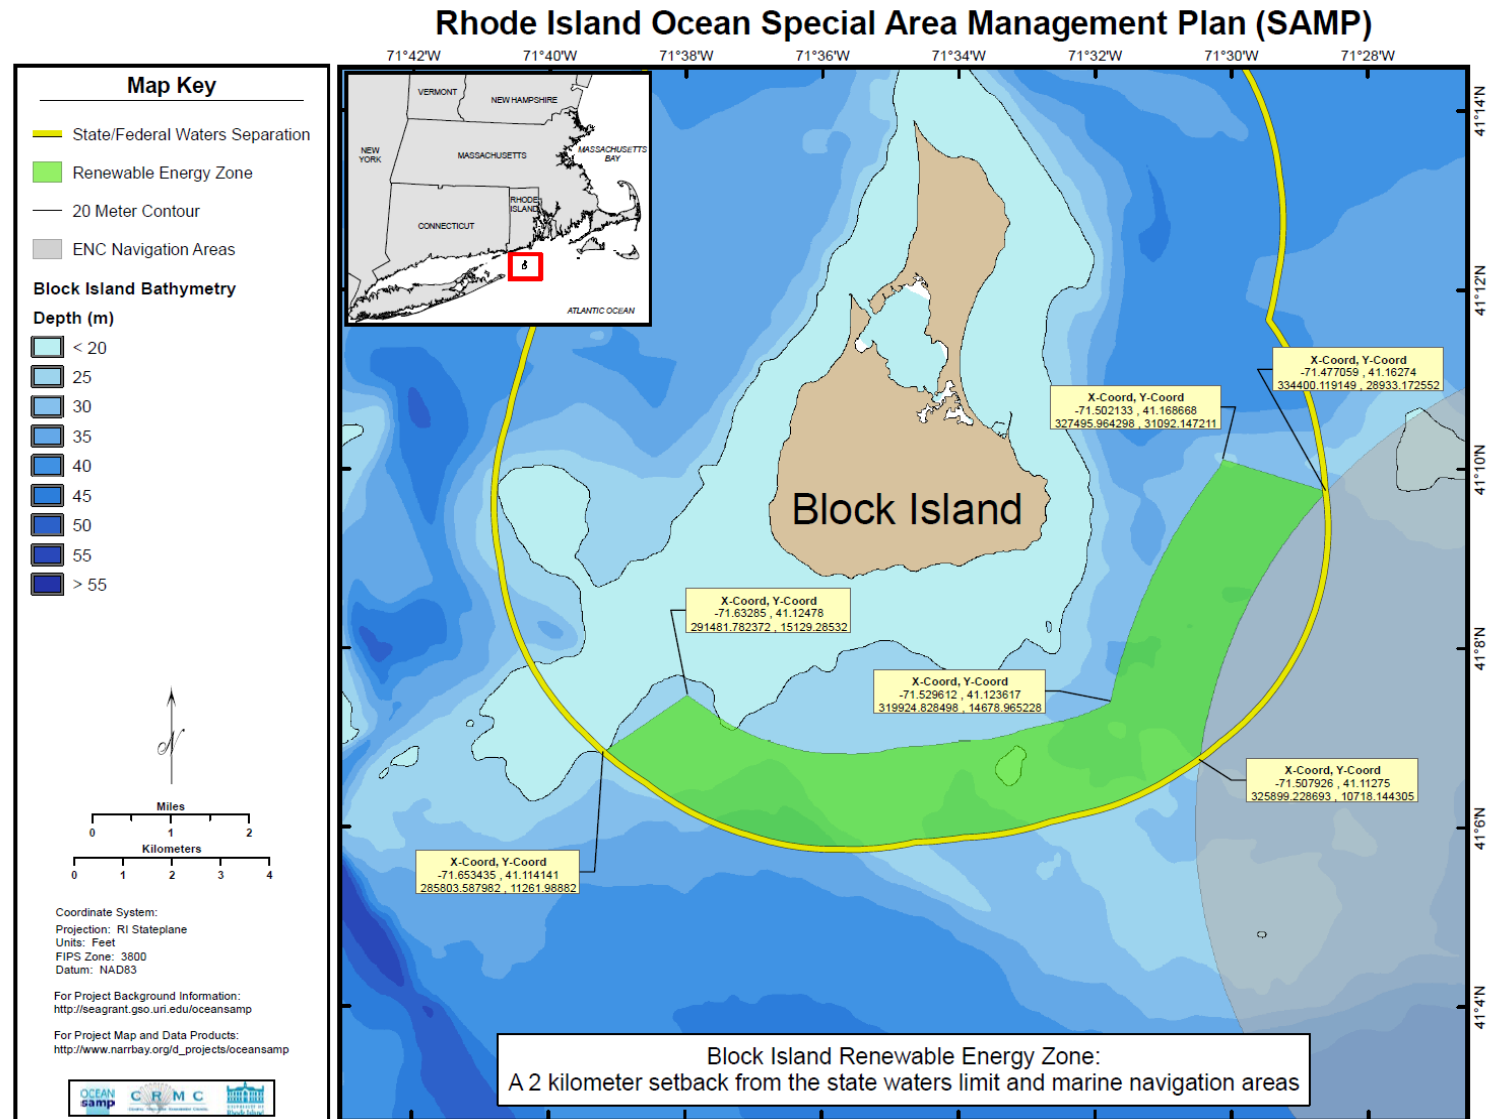 Rhode Island Ocean Special Area Management Plan (SAMP)
71°42'W 71°40'W 71°38'W 71°36'W 71°34'W 71°32'W 71°30'W 71°28'W
Map Key
State/Federal Waters Separation
Renewable Energy Zone
20 Meter Contour
ENC Navigation Areas
Block Island Bathymetry
Depth (m)
< 20
25
30
35
40
45
50
55
> 55
N
Miles
0 1 2
Kilometers
0 1 2 3 4
Coordinate System:
Projection: RI Stateplane
Units: Feet
FIPS Zone: 3800
Datum: NAD83
For Project Background Information:
http://seagrant.gso.uri.edu/oceansamp
For Project Map and Data Products:
http://www.narrbay.org/d_projects/oceansamp
OCEAN
samp
C R M C
VERMONT
NEW HAMPSHIRE
NEW
YORK
MASSACHUSETTS
MASSACHUSETTS
BAY
RHODE
ISLAND
CONNECTICUT
ATLANTIC OCEAN
41°14'N
41°12'N
41°10'N
41°8'N
41°6'N
41°4'N
X-Coord, Y-Coord
-71.477059 , 41.16274
334400.119149 , 28933.172552
X-Coord, Y-Coord
-71.502133 , 41.168668
327495.964298 , 31092.147211
Block Island
X-Coord, Y-Coord
-71.63285 , 41.12478
291481.782372 , 15129.28532
X-Coord, Y-Coord
-71.529612 , 41.123617
319924.828498 , 14678.965228
X-Coord, Y-Coord
-71.507926 , 41.11275
325899.228693 , 10718.144305
X-Coord, Y-Coord
-71.653435 , 41.114141
285803.587982 , 11261.98882
Block Island Renewable Energy Zone:
A 2 kilometer setback from the state waters limit and marine navigation areas